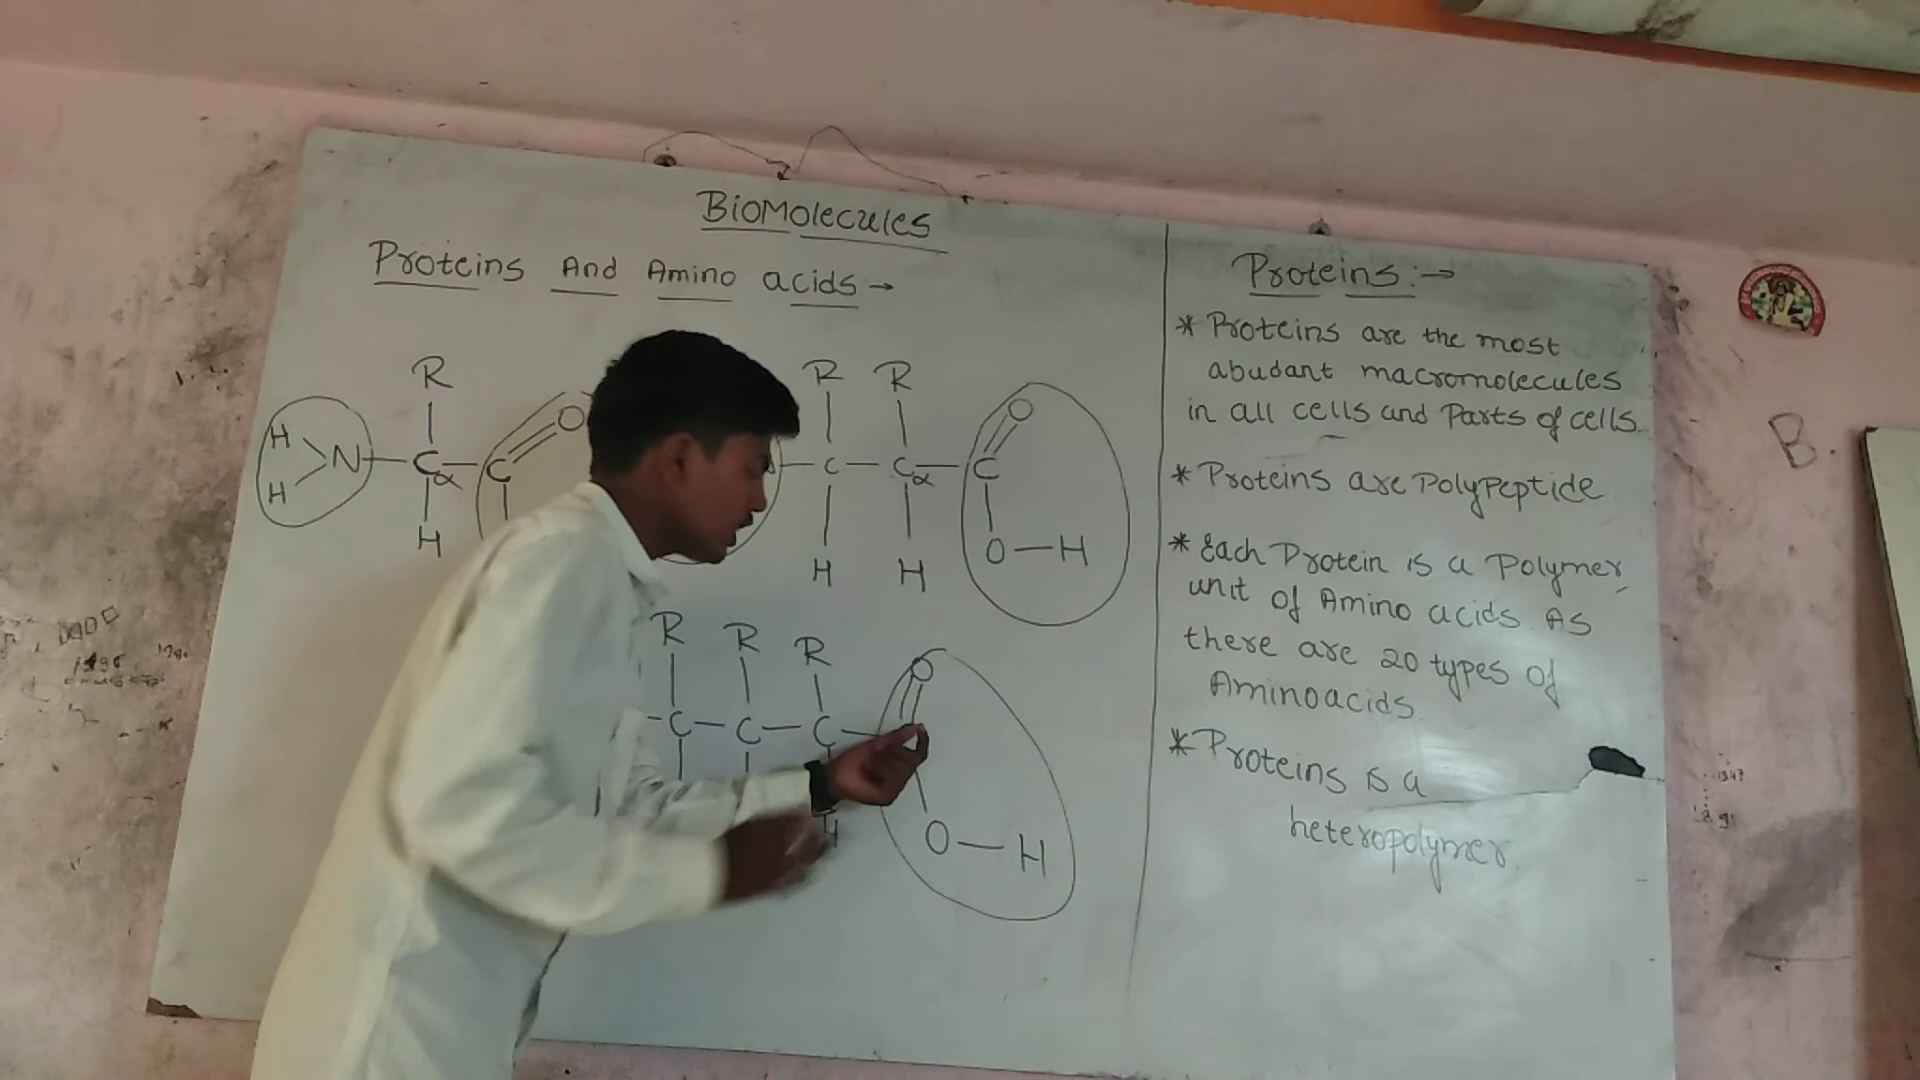 BioMolecules
Proteins And Amino acids →
R
H
H
N
C α
C
O
H
R R
C
C α
C
O
H H
O — H
R R R
C — C — C
O
O — H
H
Proteins :→
* Proteins are the most
abudant macromolecules
in all cells and Parts of cells.
* Proteins are Polypeptide
* Each Protein is a Polymer
unit of Amino acids. As
there are 20 types of
Aminoacids.
* Proteins is a
heteropolymer.
B.